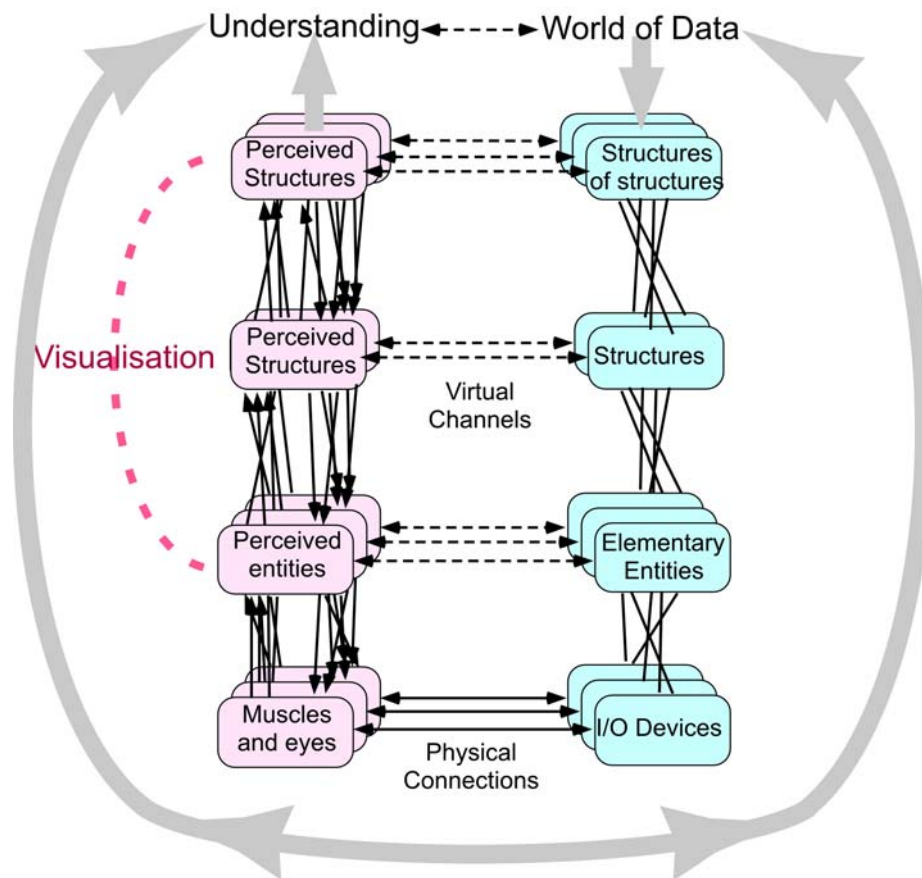 Understanding
World of Data
Perceived
Structures
Structures
of structures
Perceived
Structures
Structures
Visualisation
Virtual
Channels
Perceived
entities
Elementary
Entities
Muscles
and eyes
I/O Devices
Physical
Connections